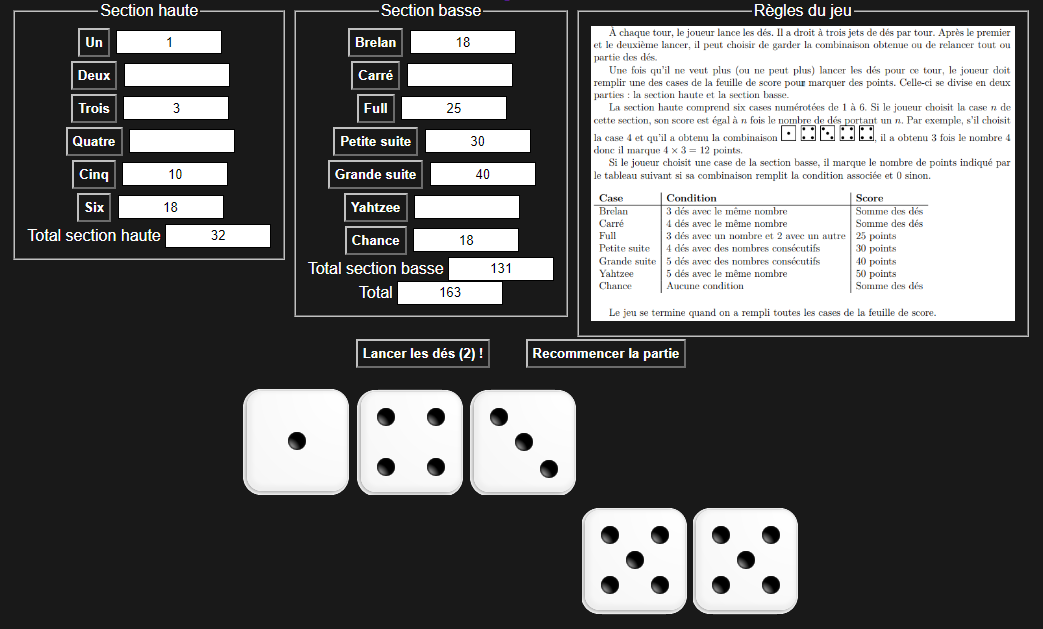 Section haute
Un 1
Deux
Trois 3
Quatre
Cinq 10
Six 18
Total section haute 32
Section basse
Brelan 18
Carré
Full 25
Petite suite 30
Grande suite 40
Yahtzee
Chance 18
Total section basse 131
Total 163
Règles du jeu
À chaque tour, le joueur lance les dés. Il a droit à trois jets de dés par tour. Après le premier
et le deuxième lancer, il peut choisir de garder la combinaison obtenue ou de relancer tout ou
partie des dés.
Une fois qu'il ne veut plus (ou ne peut plus) lancer les dés pour ce tour, le joueur doit
remplir une des cases de la feuille de score pour marquer des points. Celle-ci se divise en deux
parties : la section haute et la section basse.
La section haute comprend six cases numérotées de 1 à 6. Si le joueur choisit la case n de
cette section, son score est égal à n fois le nombre de dés portant un n. Par exemple, s'il choisit
la case 4 et qu'il a obtenu la combinaison , il a obtenu 3 fois le nombre 4
donc il marque 4 × 3 = 12 points.
Si le joueur choisit une case de la section basse, il marque le nombre de points indiqué par
le tableau suivant si sa combinaison remplit la condition associée et 0 sinon.
Case Condition Score
Brelan 3 dés avec le même nombre Somme des dés
Carré 4 dés avec le même nombre Somme des dés
Full 3 dés avec un nombre et 2 avec un autre 25 points
Petite suite 4 dés avec des nombres consécutifs 30 points
Grande suite 5 dés avec des nombres consécutifs 40 points
Yahtzee 5 dés avec le même nombre 50 points
Chance Aucune condition Somme des dés
Le jeu se termine quand on a rempli toutes les cases de la feuille de score.
Lancer les dés (2) !
Recommencer la partie